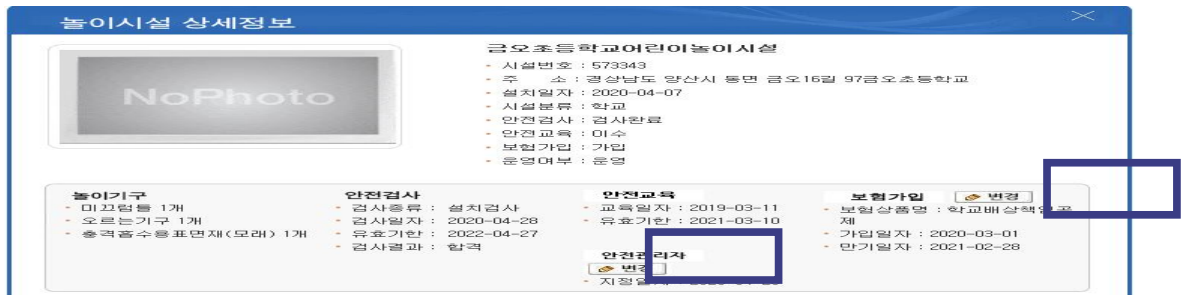 놀이시설 상세정보
NoPhoto
금오초등학교어린이놀이시설
- 시설번호 : 573343
- 주 소 : 경상남도 양산시 동면 금오16길 97금오초등학교
- 설치일자 : 2020-04-07
- 시설분류 : 학교
- 안전검사 : 검사완료
- 안전교육 : 이수
- 보험가입 : 가입
- 운영여부 : 운영
놀이기구
- 미끄럼틀 1개
- 오르는기구 1개
- 충격흡수용표면재(모래) 1개
안전검사
- 검사종류 : 설치검사
- 검사일자 : 2020-04-28
- 유효기한 : 2022-04-27
- 검사결과 : 합격
안전교육
- 교육일자 : 2019-03-11
- 유효기한 : 2021-03-10
안전관리자
변경
- 지정일자 :
보험가입 변경
- 보험상품명 : 학교배상책임공
제
- 가입일자 : 2020-03-01
- 만기일자 : 2021-02-28